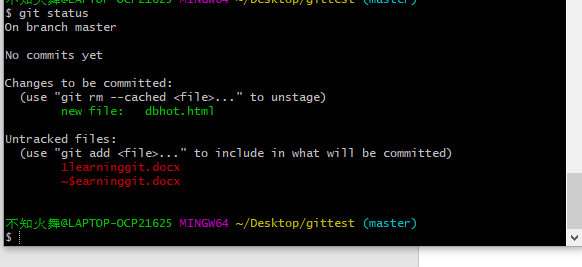 不知火舞@LAPTOP-OCP21625 MINGW64 ~/Desktop/gittest (master)
$ git status
On branch master
No commits yet
Changes to be committed:
(use "git rm --cached <file>..." to unstage)
new file: dbhot.html
Untracked files:
(use "git add <file>..." to include in what will be committed)
1learninggit.docx
~$earninggit.docx
不知火舞@LAPTOP-OCP21625 MINGW64 ~/Desktop/gittest (master)
$